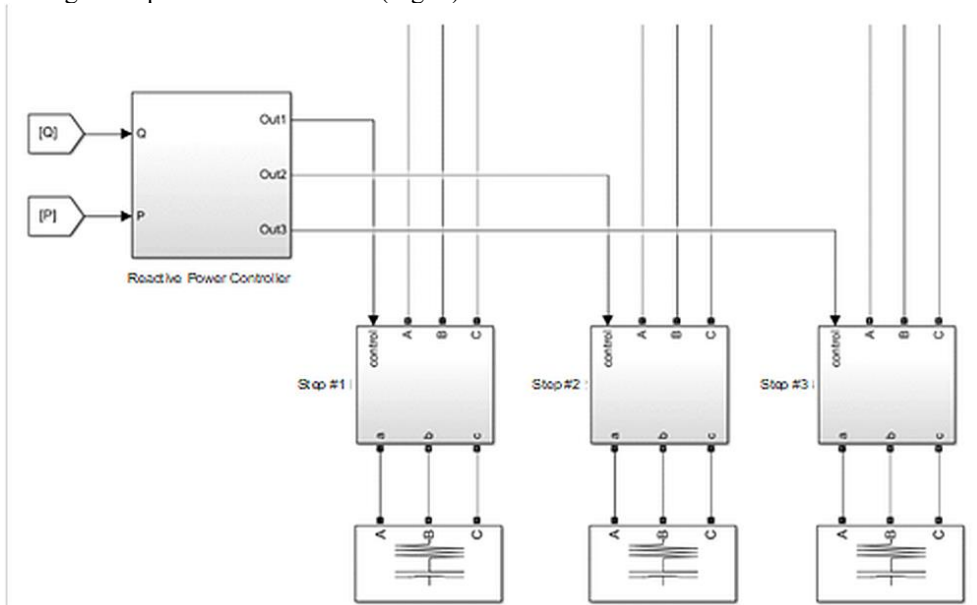 [Q]
Q
Out1
Out2
[P]
P
Out3
Reactive Power Controller
control A B C
control A B C
control A B C
Step #1
Step #2
Step #3
a b c
a b c
a b c
A B C
A B C
A B C